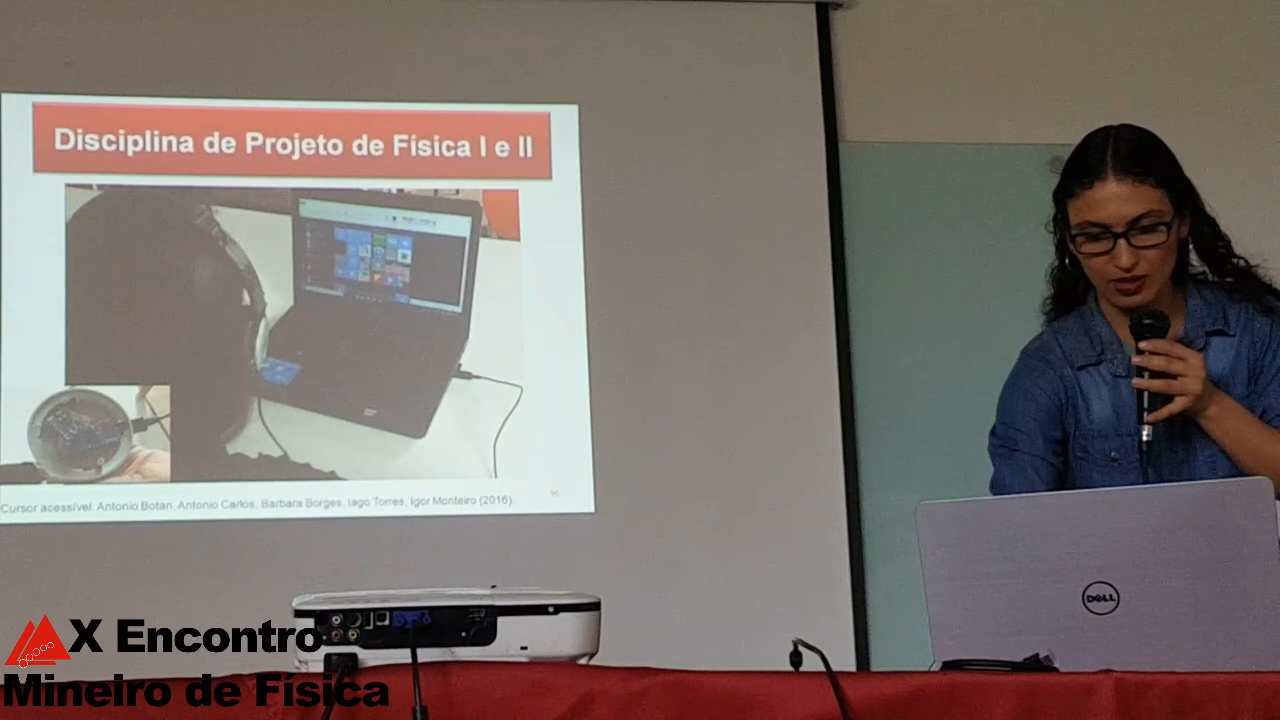 Disciplina de Projeto de Física I e II
Cursor acessível. Antonio Botan, Antonio Carlos, Barbara Borges, Iago Torres, Igor Monteiro (2016).
DELL
X Encontro
Mineiro de Física